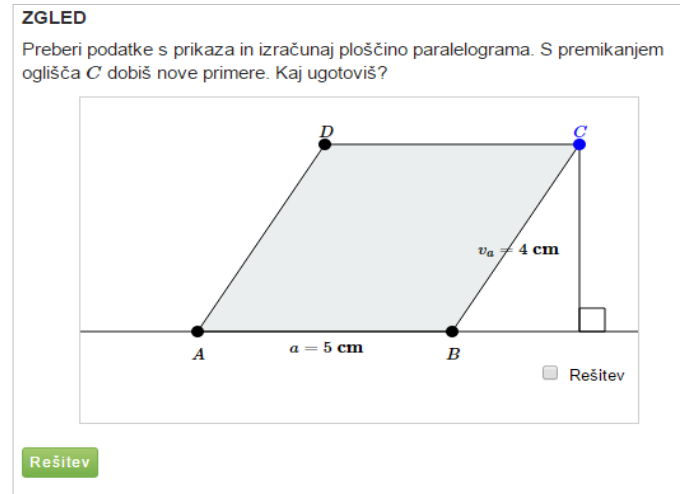 ZGLED
Preberi podatke s prikaza in izračunaj ploščino paralelograma. S premikanjem
oglišča C dobiš nove primere. Kaj ugotoviš?
D
C
vₐ = 4 cm
A
a = 5 cm
B
Rešitev
Rešitev